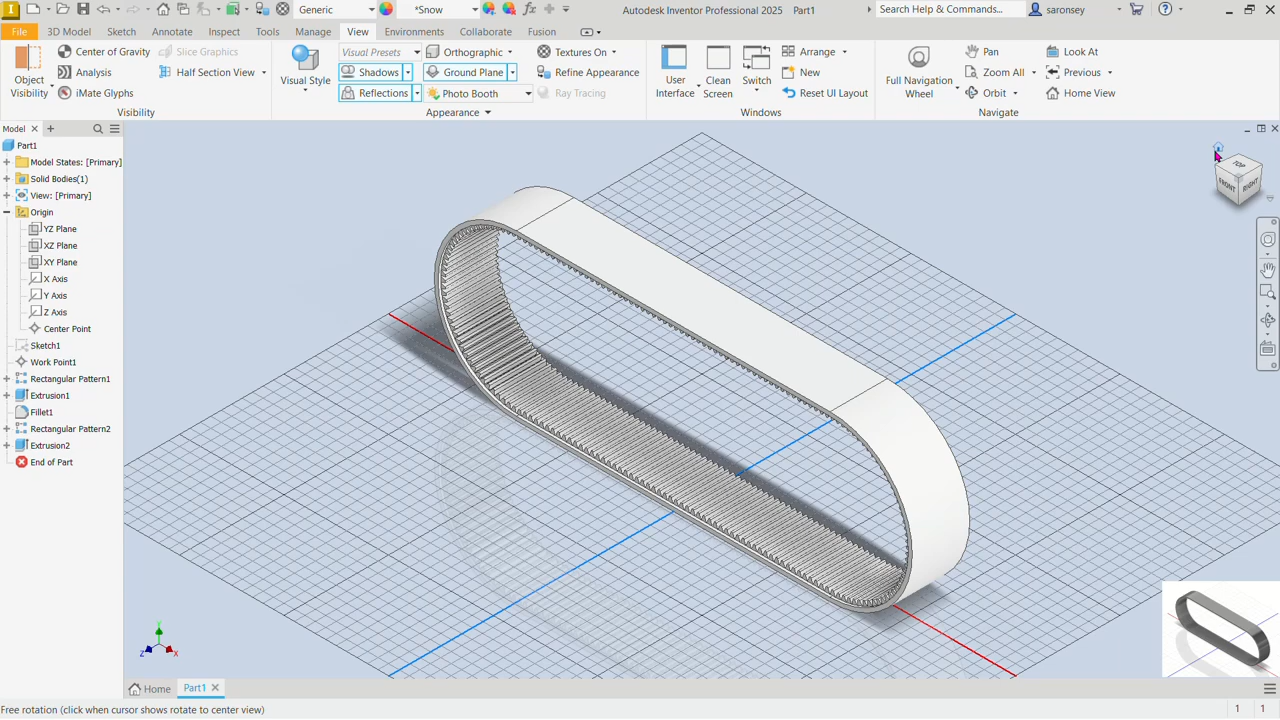 Generic
*Snow
Autodesk Inventor Professional 2025 Part1
Search Help & Commands...
saronsey
File
3D Model
Sketch
Annotate
Inspect
Tools
Manage
View
Environments
Collaborate
Fusion
Object
Visibility
Center of Gravity
Analysis
iMate Glyphs
Slice Graphics
Half Section View
Visibility
Visual Style
Visual Presets
Shadows
Reflections
Orthographic
Ground Plane
Photo Booth
Textures On
Refine Appearance
Ray Tracing
Appearance
User
Interface
Clean
Screen
Switch
Arrange
New
Reset UI Layout
Windows
Full Navigation
Wheel
Pan
Zoom All
Orbit
Look At
Previous
Home View
Navigate
Model
Part1
Model States: [Primary]
Solid Bodies(1)
View: [Primary]
Origin
YZ Plane
XZ Plane
XY Plane
X Axis
Y Axis
Z Axis
Center Point
Sketch1
Work Point1
Rectangular Pattern1
Extrusion1
Fillet1
Rectangular Pattern2
Extrusion2
End of Part
TOP
FRONT
RIGHT
Y
Z
X
Home
Part1
Free rotation (click when cursor shows rotate to center view)
1
1